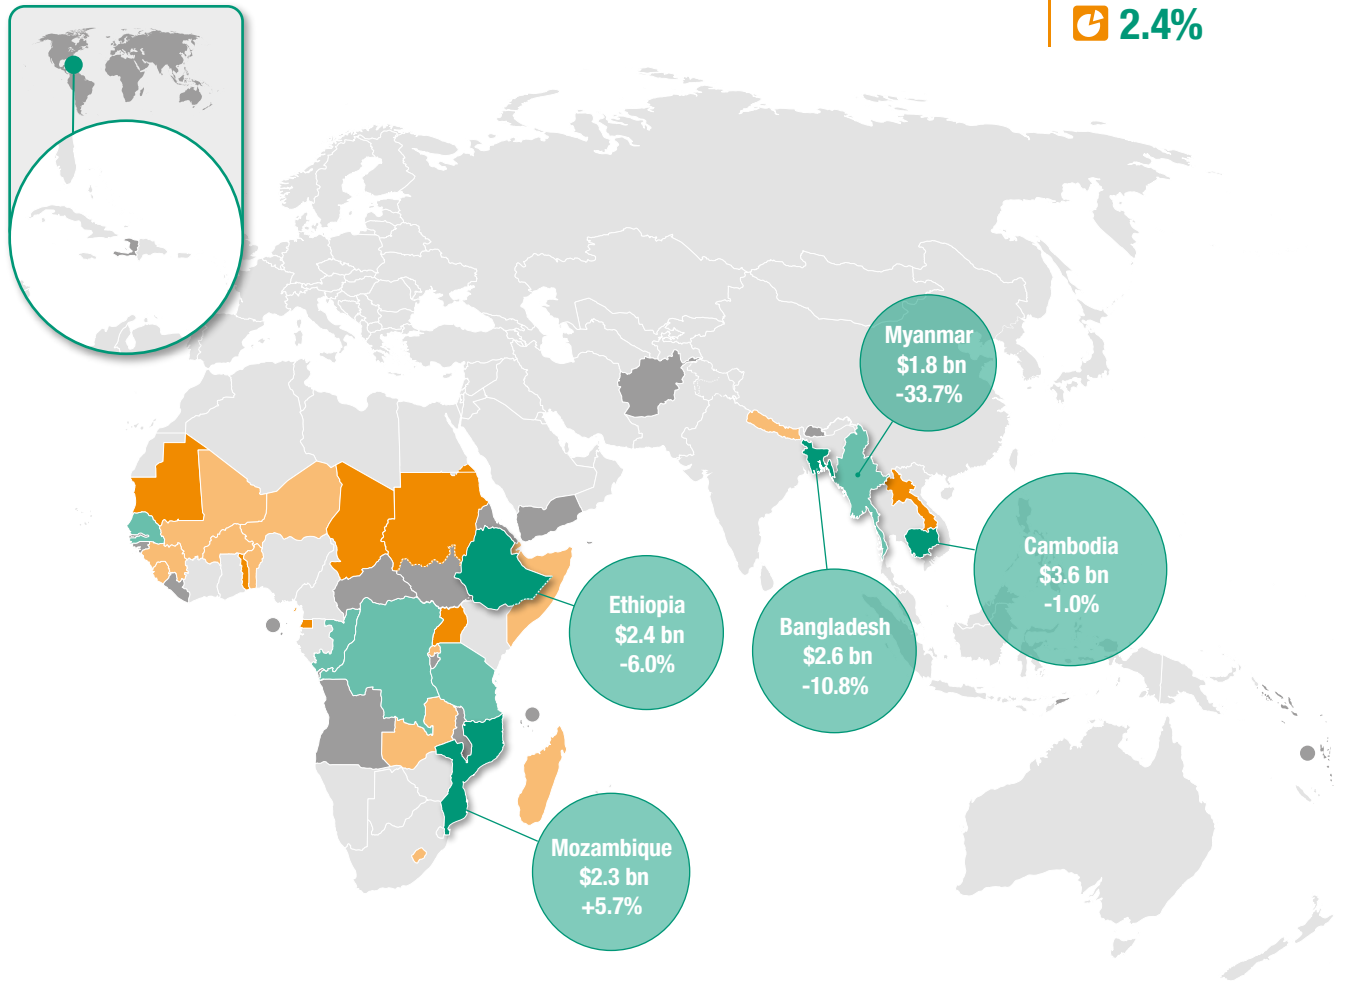 2.4%
Myanmar
$1.8 bn
-33.7%
Cambodia
$3.6 bn
-1.0%
Ethiopia
$2.4 bn
-6.0%
Bangladesh
$2.6 bn
-10.8%
Mozambique
$2.3 bn
+5.7%